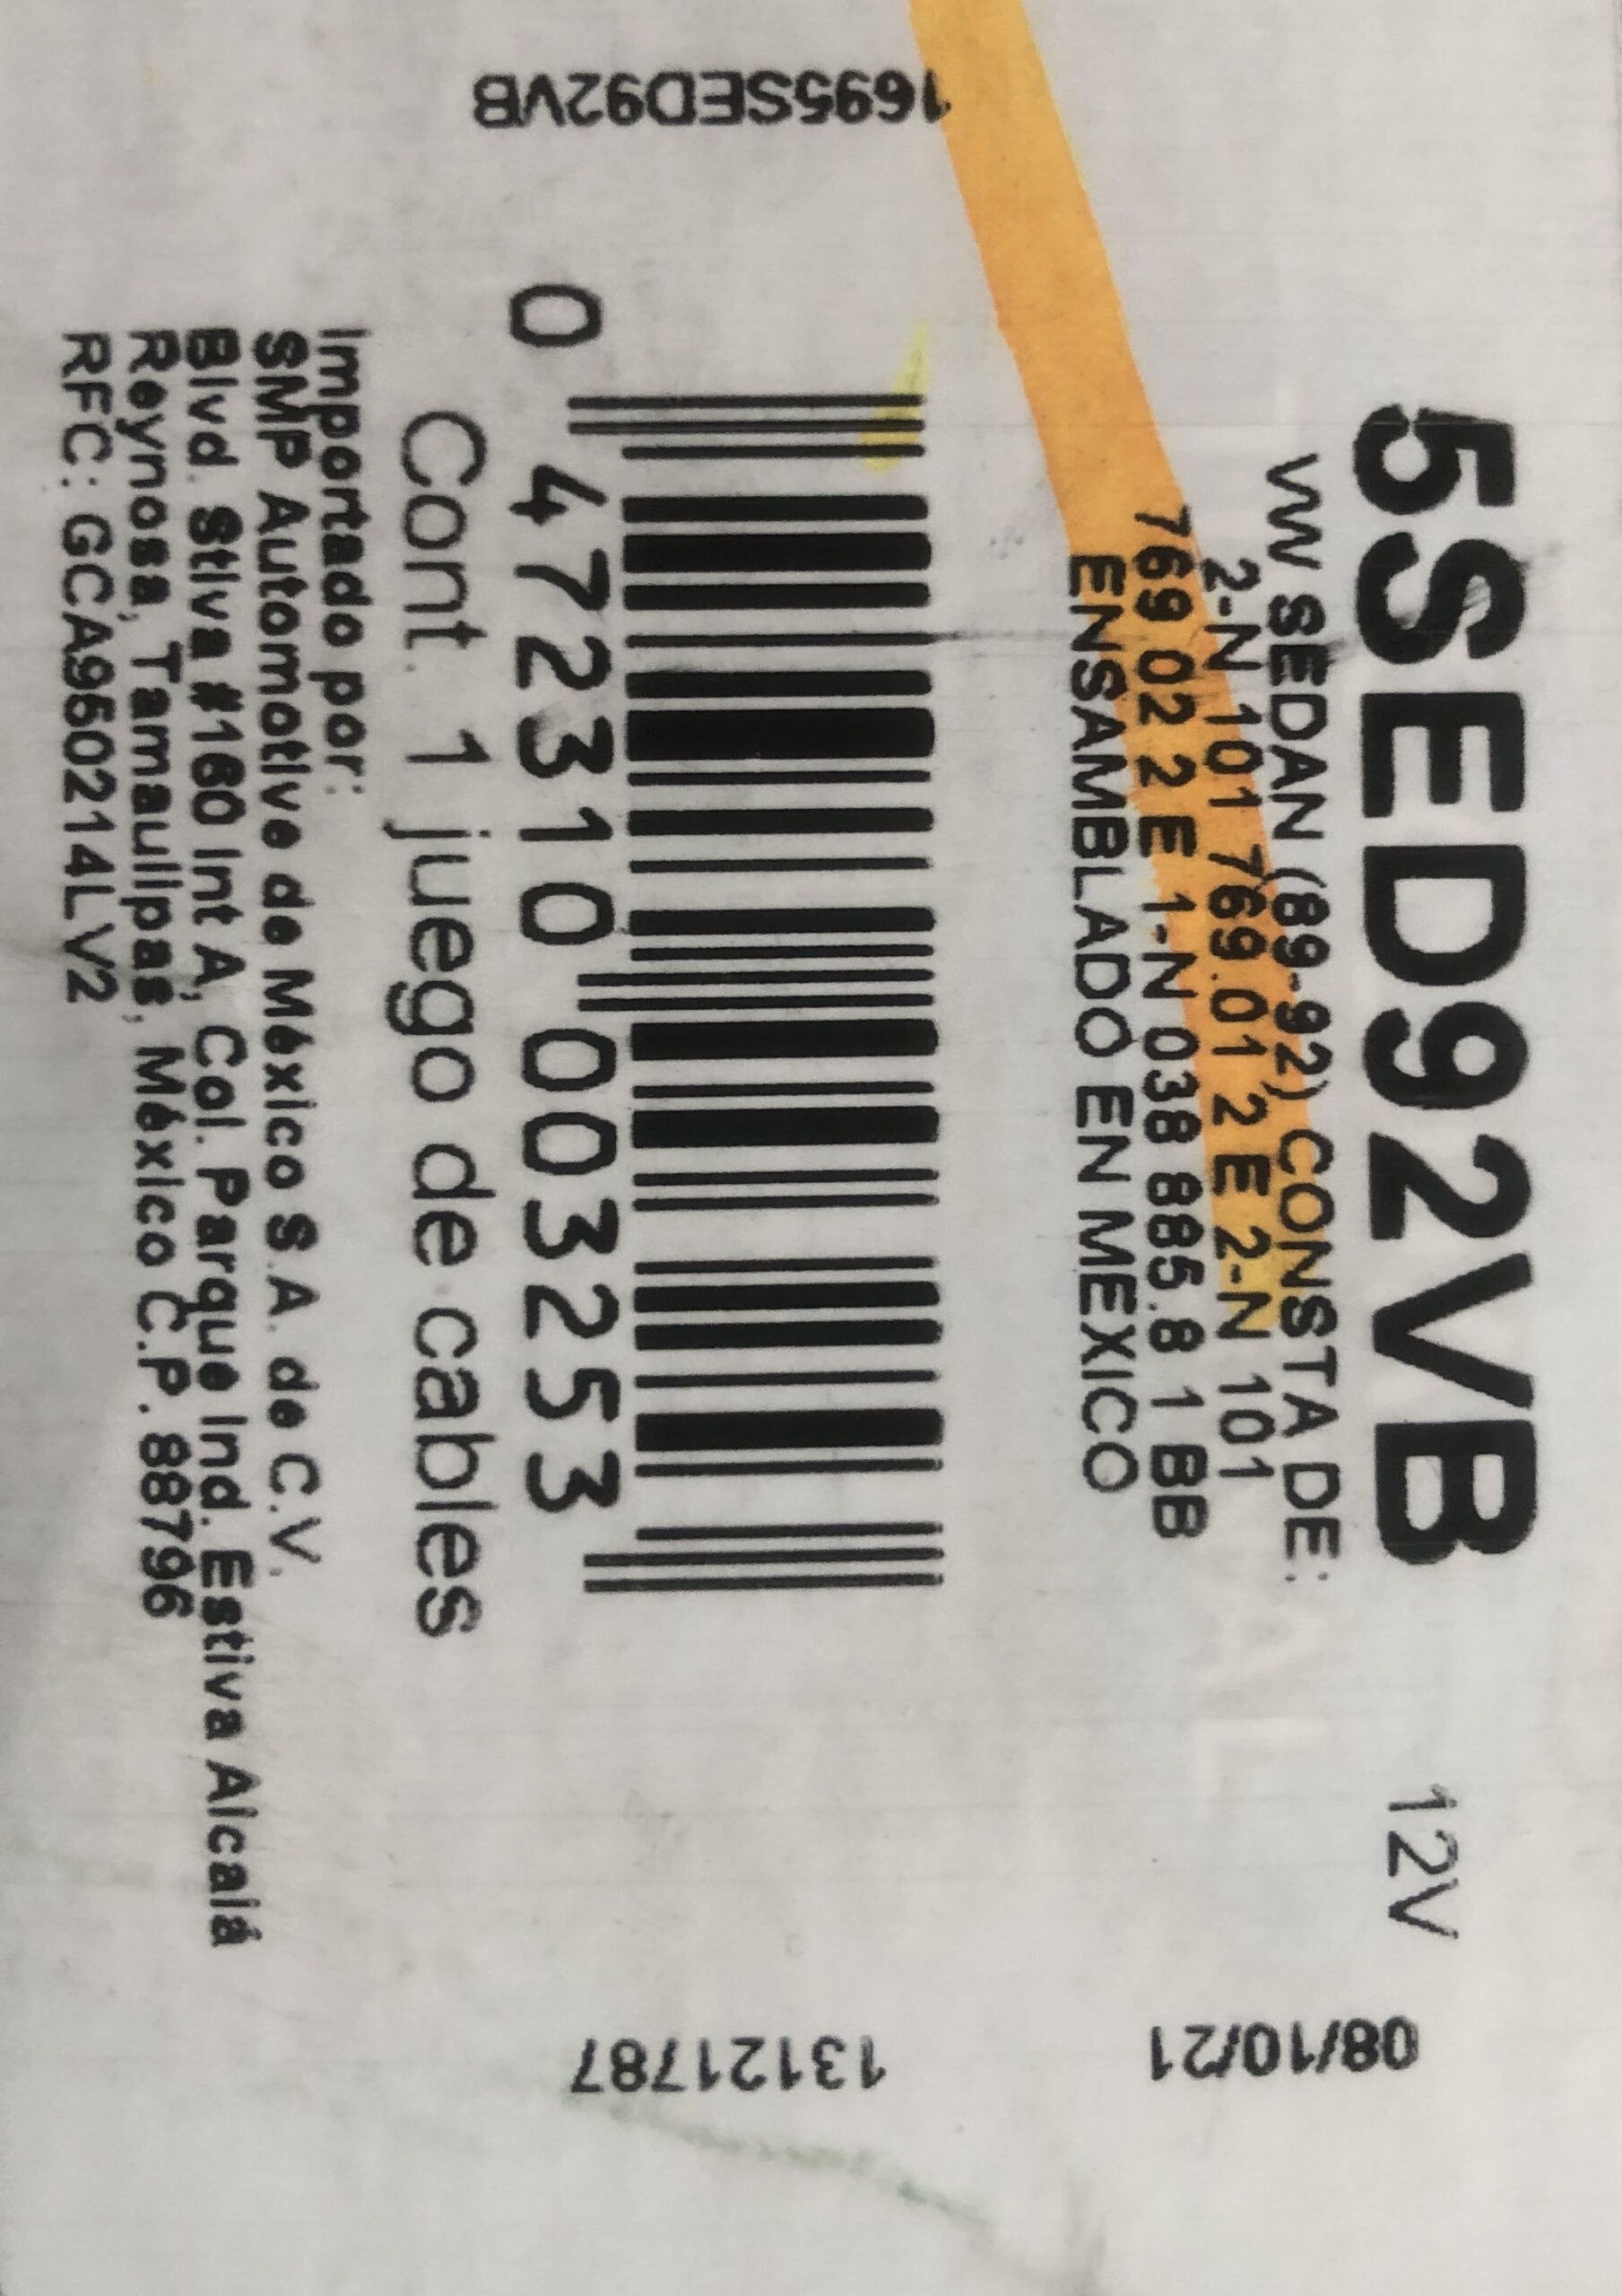 5SED92VB
12V
VW SEDAN (89-92) CONSTA DE:
2-N 101 769.01 2 E 2-N 101
769 02 2 E 1-N 038 885.8 1 BB
ENSAMBLADO EN MEXICO
0 47231 0 00325 3
Cont. 1 juego de cables
Importado por:
SMP Automotive de México S.A. de C.V.
Blvd. Stiva #160 Int A, Col. Parque Ind. Estiva Alcalá
Reynosa, Tamaulipas, México C.P. 88796
RFC: GCA950214LV2
1695SED92VB
08/10/21
13121787